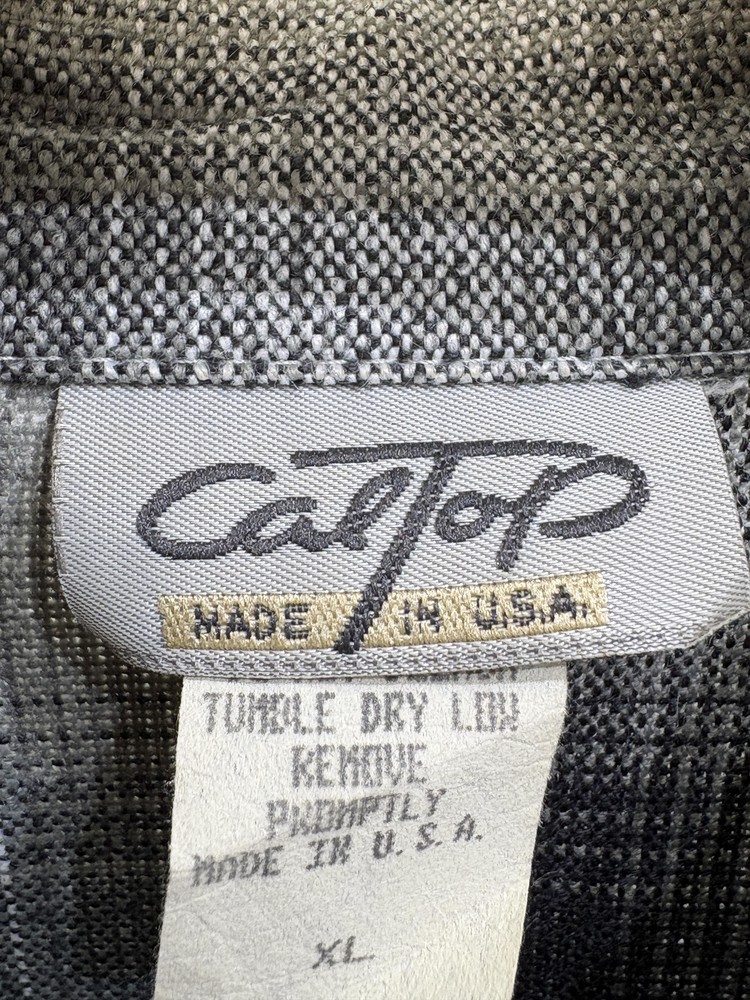 CalTop
MADE IN U.S.A.
TUMBLE DRY LOW
REMOVE
PROMPTLY
MADE IN U.S.A.
XL